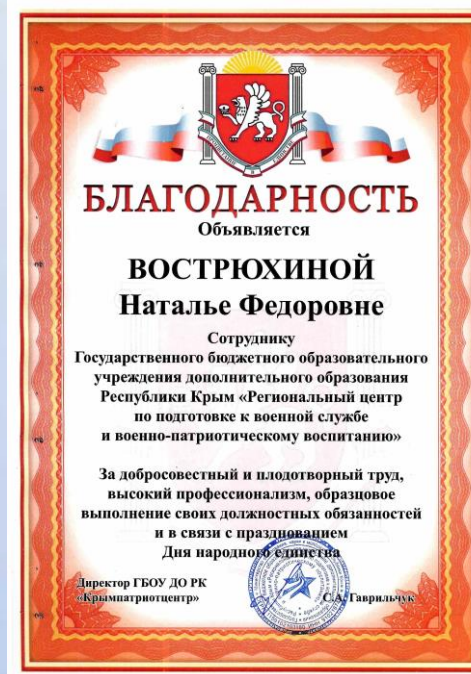 БЛАГОДАРНОСТЬ
Объявляется
ВОСТРЮХИНОЙ
Наталье Федоровне
Сотруднику
Государственного бюджетного образовательного
учреждения дополнительного образования
Республики Крым «Региональный центр
по подготовке к военной службе
и военно-патриотическому воспитанию»
За добросовестный и плодотворный труд,
высокий профессионализм, образцовое
выполнение своих должностных обязанностей
и в связи с празднованием
Дня народного единства
Директор ГБОУ ДО РК
«Крымпатриотцентр»
С.А. Гаврильчук